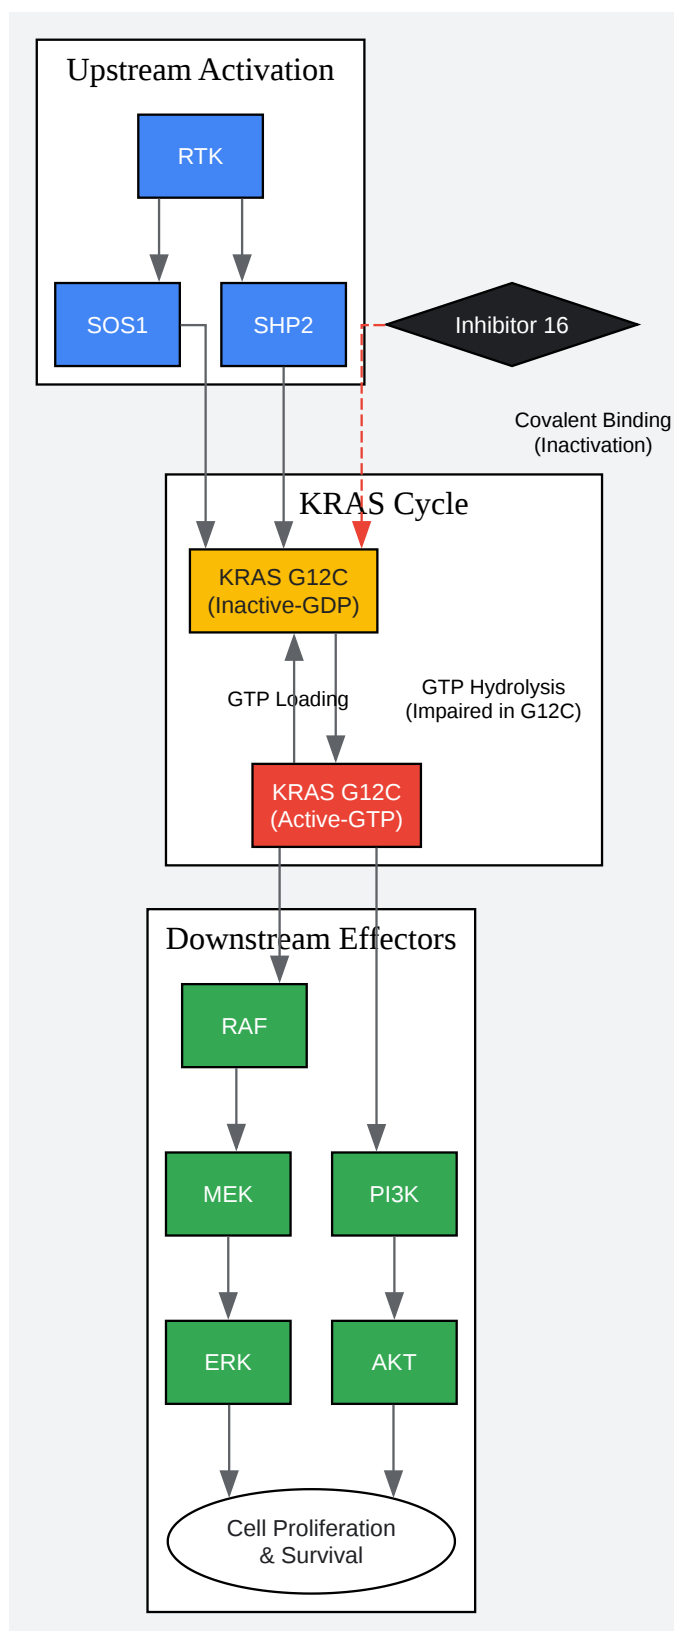 Upstream Activation
RTK
SOS1
SHP2
Inhibitor 16
Covalent Binding
(Inactivation)
KRAS Cycle
KRAS G12C
(Inactive-GDP)
GTP Loading
GTP Hydrolysis
(Impaired in G12C)
KRAS G12C
(Active-GTP)
Downstream Effectors
RAF
MEK
PI3K
ERK
AKT
Cell Proliferation
& Survival